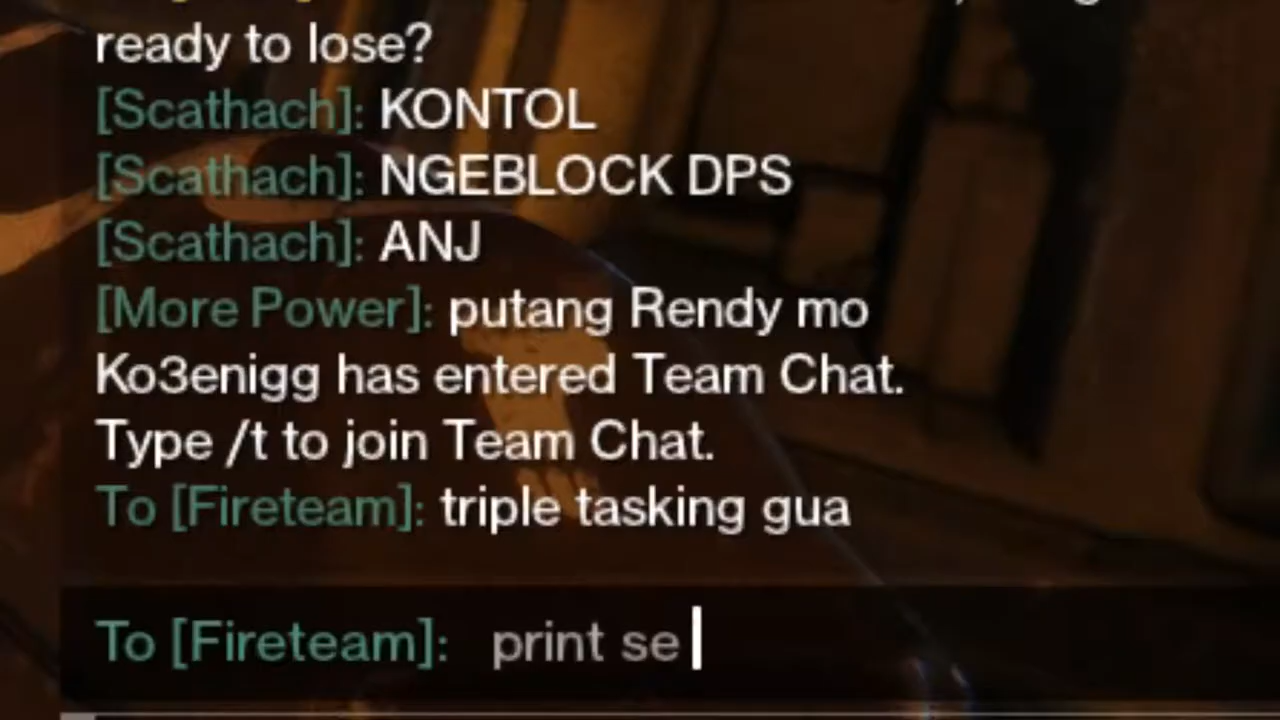 ready to lose?
[Scathach]: KONTOL
[Scathach]: NGEBLOCK DPS
[Scathach]: ANJ
[More Power]: putang Rendy mo
Ko3enigg has entered Team Chat.
Type /t to join Team Chat.
To [Fireteam]: triple tasking gua
To [Fireteam]: print se